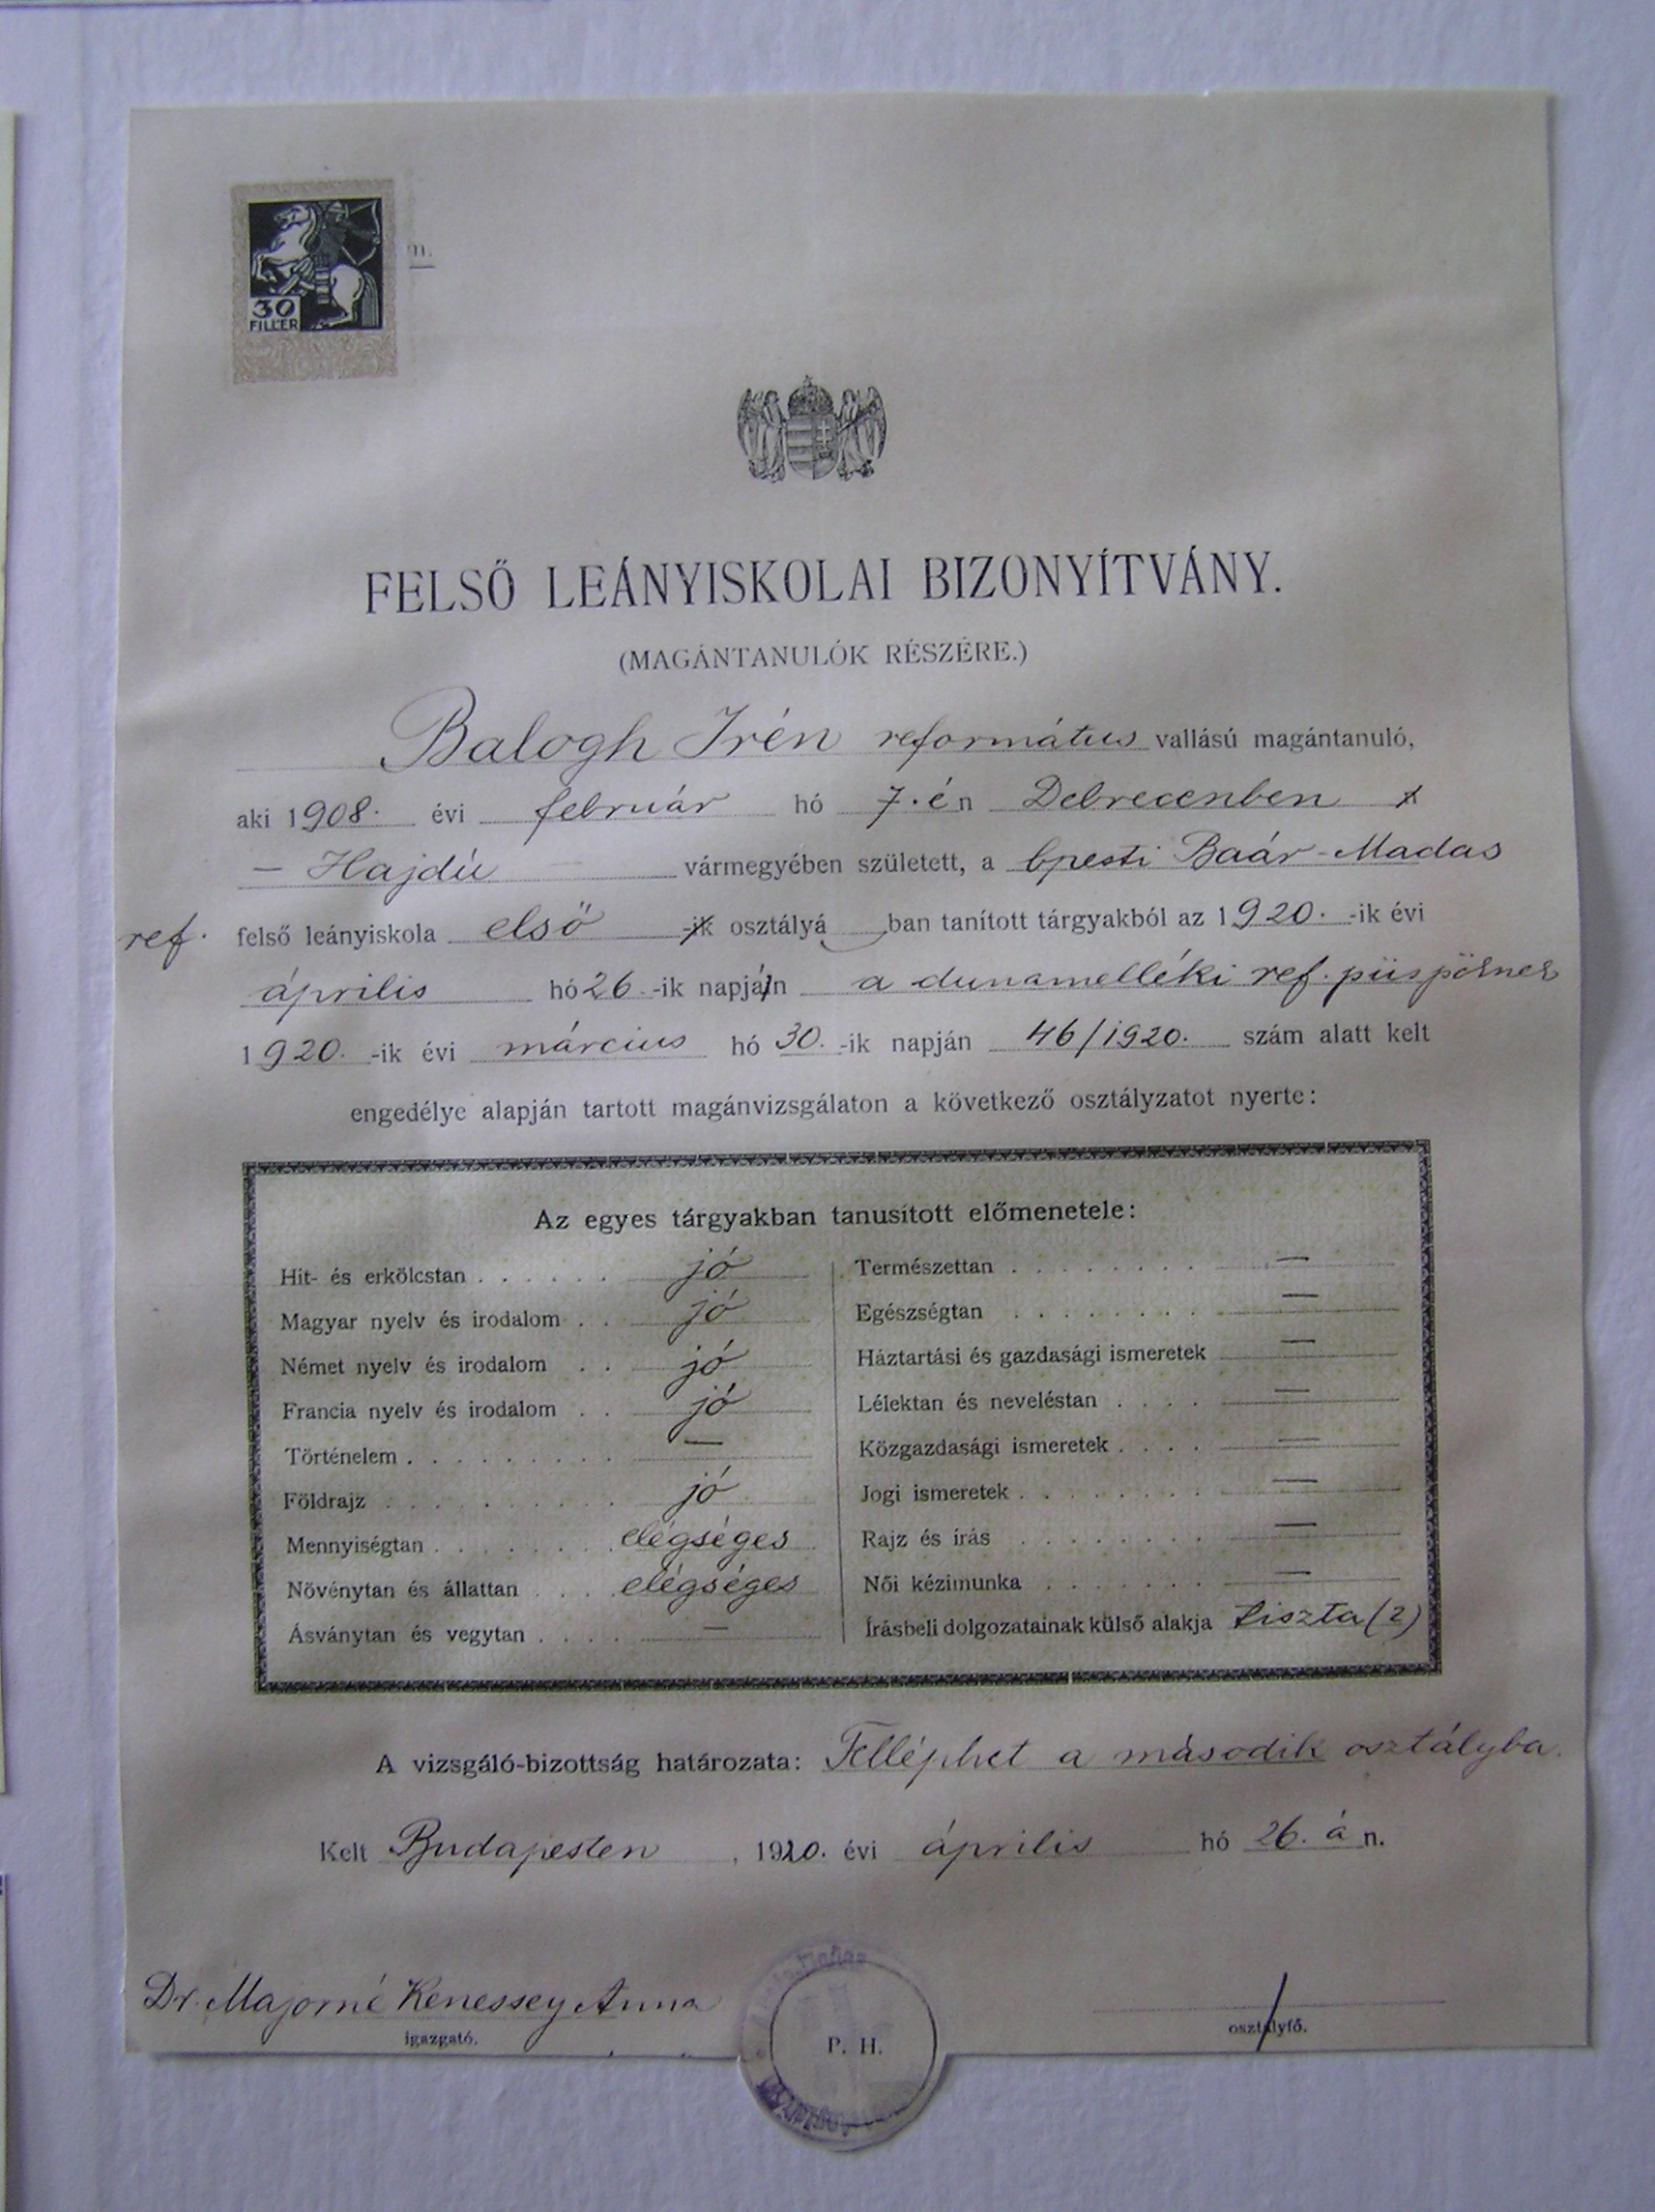 30
FILLÉR
FELSŐ LEÁNYISKOLAI BIZONYÍTVÁNY.
(MAGÁNTANULÓK RÉSZÉRE.)
Balogh Irén református vallású magántanuló,
aki 1908. évi február hó 7.én Debrecenben
– Hajdú vármegyében született, a bpesti Baár-Madas
ref. felső leányiskola első -ik osztályá ban tanított tárgyakból az 1920. -ik évi
április hó 26.-ik napján a dunamelléki ref. püspöknek
1920. -ik évi március hó 30. -ik napján 46/1920. szám alatt kelt
engedélye alapján tartott magánvizsgálaton a következő osztályzatot nyerte:
Az egyes tárgyakban tanusított előmenetele:
Hit- és erkölcstan . . . . . . jó
Magyar nyelv és irodalom . . jó
Német nyelv és irodalom . . jó
Francia nyelv és irodalom . . jó
Történelem . . . . . . . . . —
Földrajz . . . . . . . . . . jó
Mennyiségtan . . . . . . . elégséges
Növénytan és állattan . . . elégséges
Ásványtan és vegytan . . . . —
Természettan . . . . . . . . —
Egészségtan . . . . . . . . —
Háztartási és gazdasági ismeretek —
Lélektan és neveléstan . . . . —
Közgazdasági ismeretek . . . . —
Jogi ismeretek . . . . . . . . —
Rajz és írás . . . . . . . . —
Női kézimunka . . . . . . . —
Írásbeli dolgozatainak külső alakja tiszta (2)
A vizsgáló-bizottság határozata: Felléphet a második osztályba.
Kelt Budapesten, 1920. évi április hó 26. án.
Dr. Majorné Kenessey Anna
igazgató.
P. H.
osztályfő.